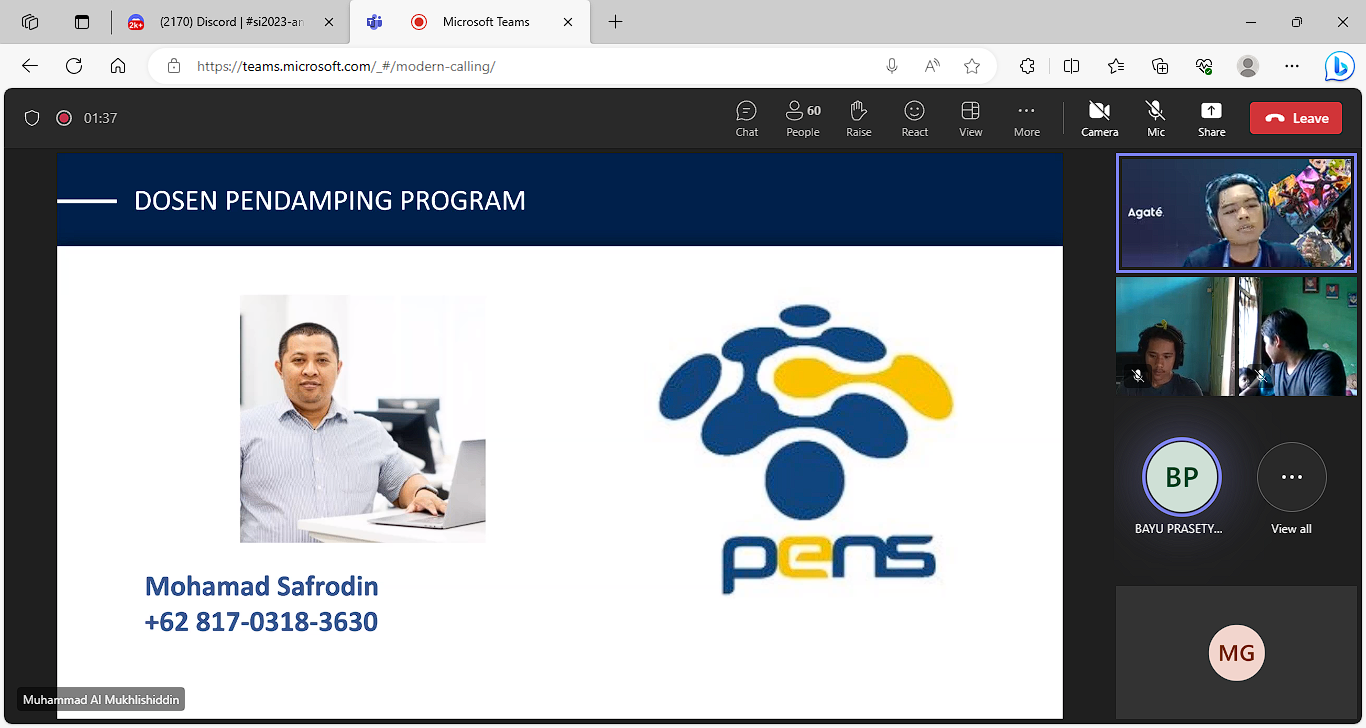 (2170) Discord | #si2023-an
Microsoft Teams
https://teams.microsoft.com/_#/modern-calling/
01:37
60
Chat
People
Raise
React
View
More
Camera
Mic
Share
Leave
DOSEN PENDAMPING PROGRAM
Agaté
pens
Mohamad Safrodin
+62 817-0318-3630
Muhammad Al Mukhlishiddin
BP
BAYU PRASETY...
View all
MG